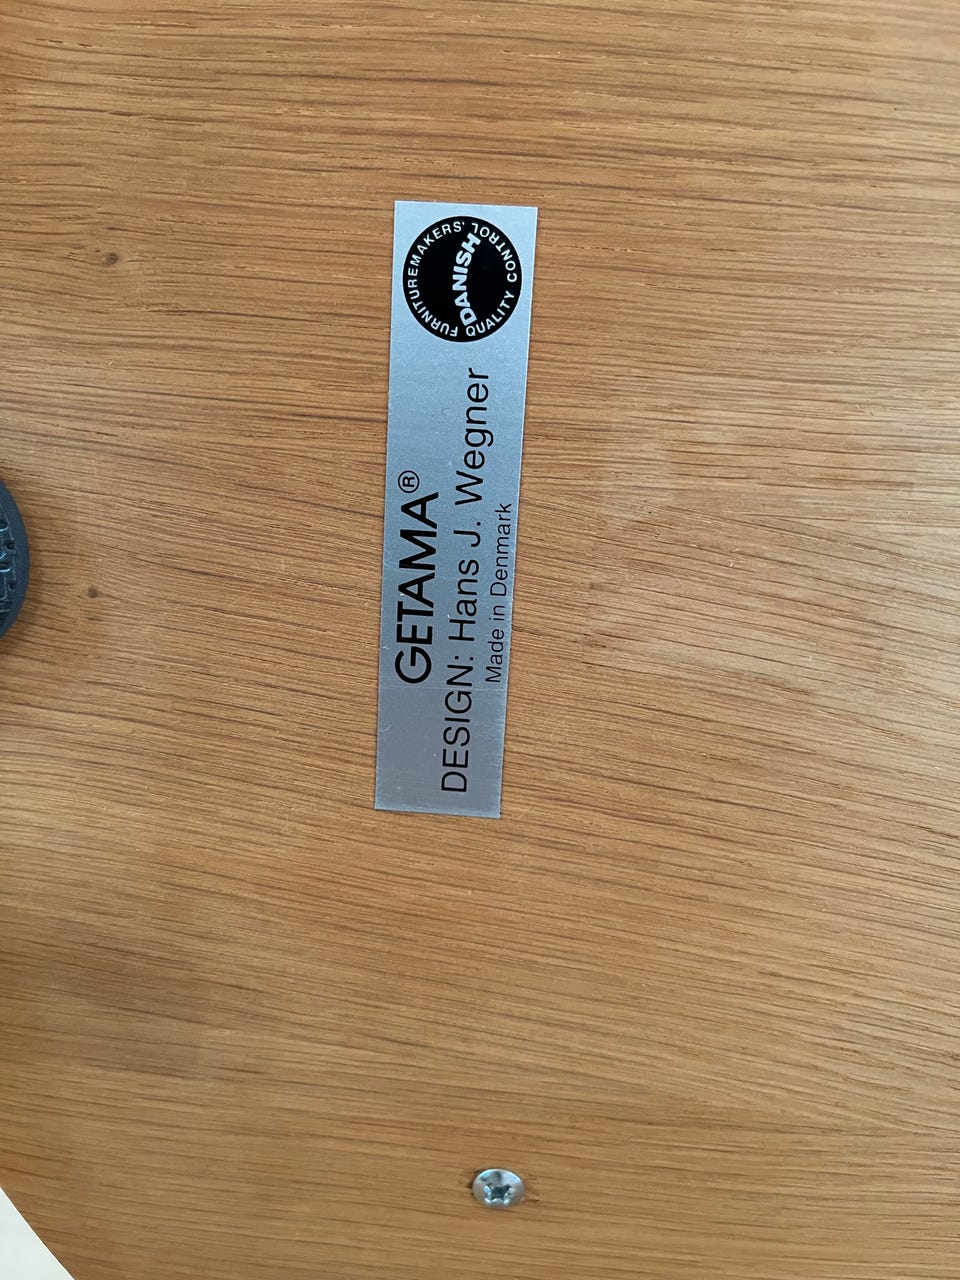 GETAMA®
DESIGN: Hans J. Wegner
Made in Denmark
FURNITUREMAKERS'
DANISH
QUALITY CONTROL